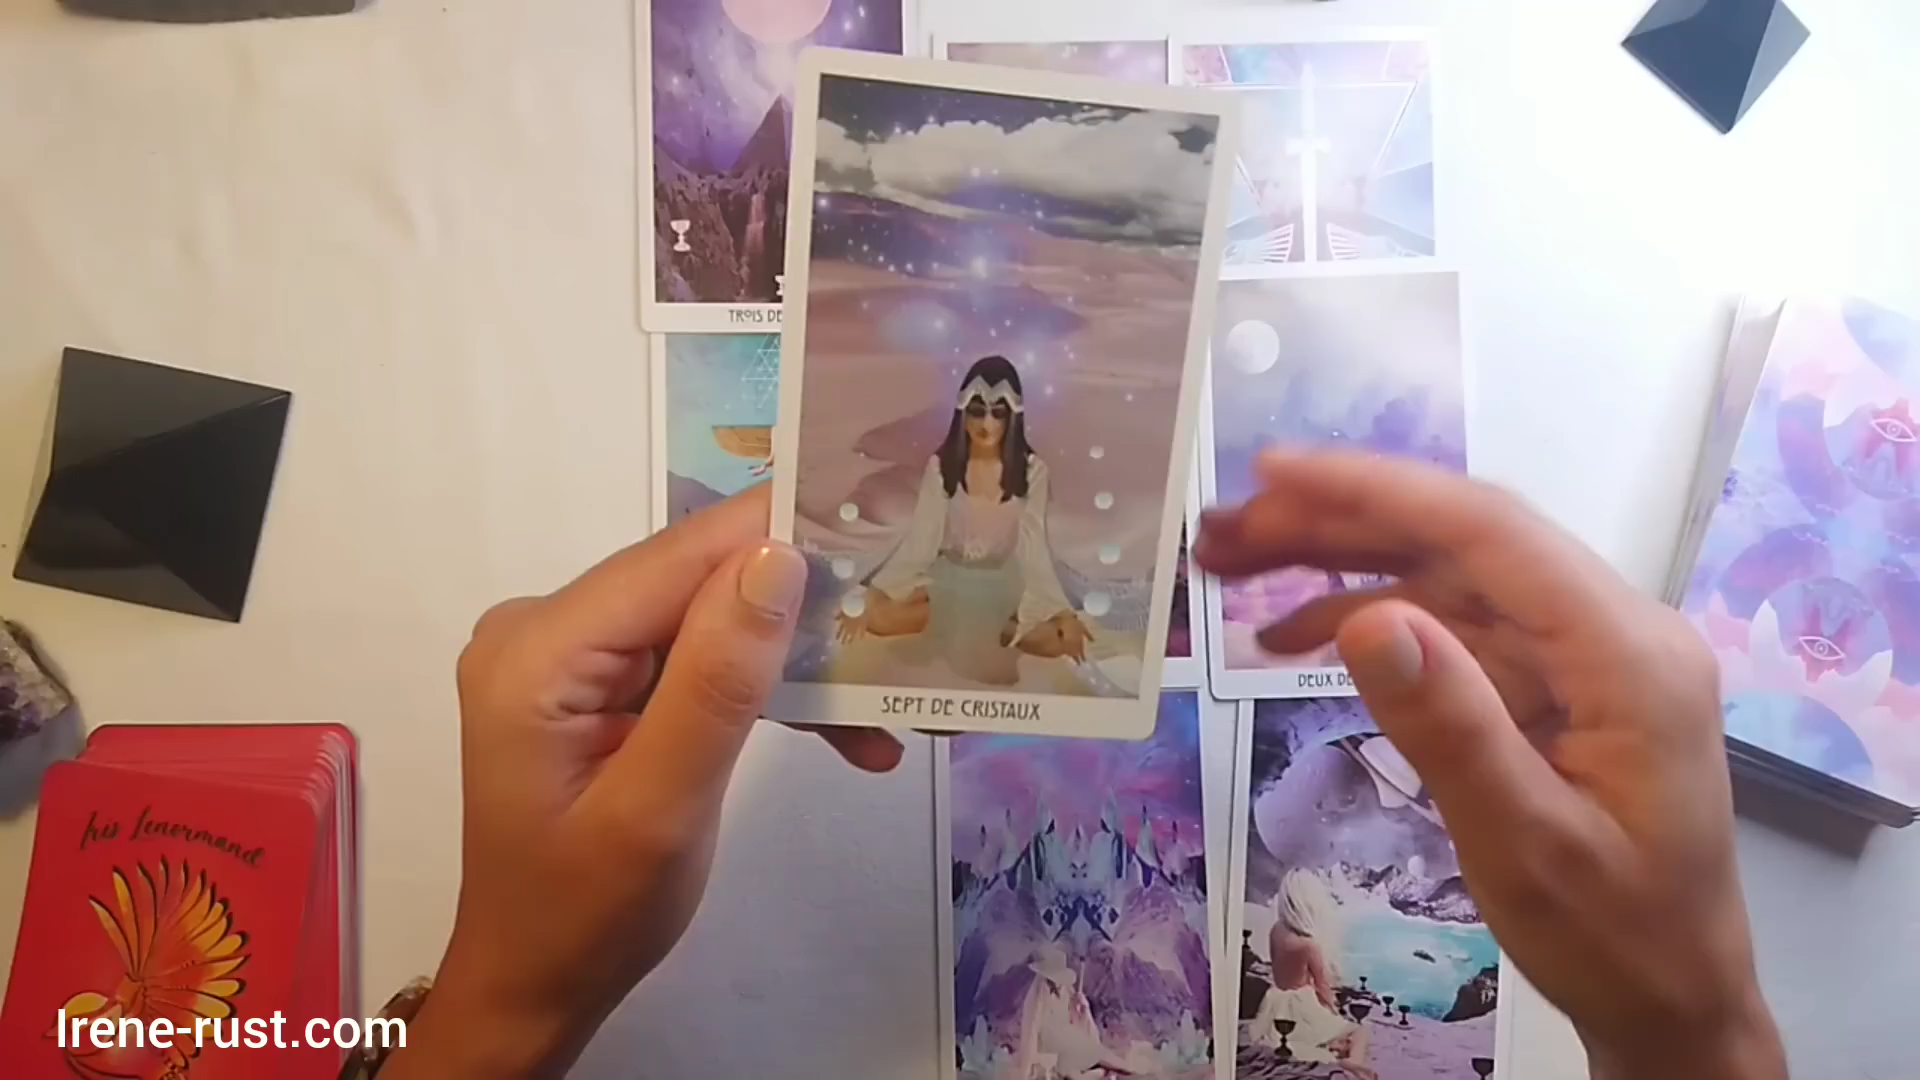 TROIS DE
SEPT DE CRISTAUX
DEUX DE
Iris Lenormand
Irene-rust.com